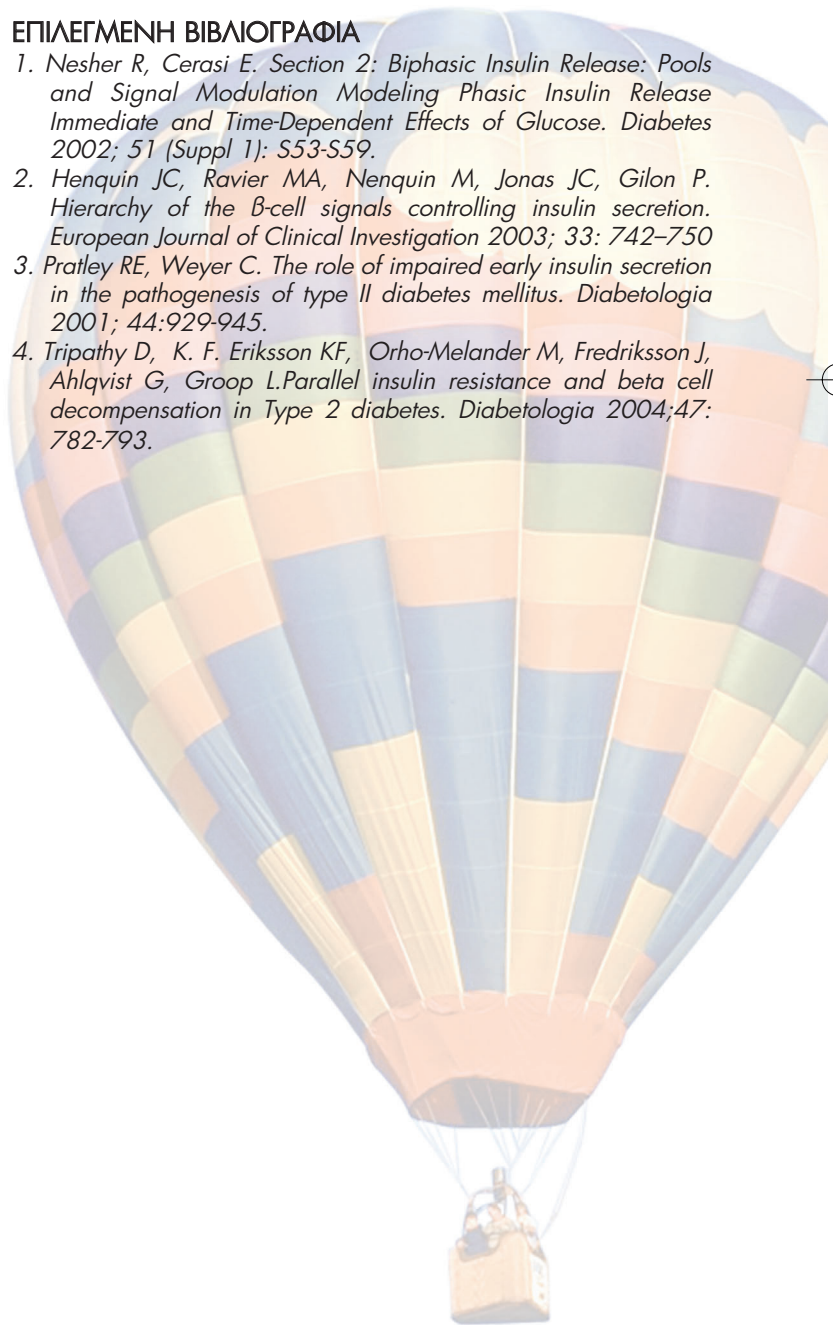 ΕΠΙΛΕΓΜΕΝΗ ΒΙΒΛΙΟΓΡΑΦΙΑ
1. Nesher R, Cerasi E. Section 2: Biphasic Insulin Release: Pools
and Signal Modulation Modeling Phasic Insulin Release
Immediate and Time-Dependent Effects of Glucose. Diabetes
2002; 51 (Suppl 1): S53-S59.
2. Henquin JC, Ravier MA, Nenquin M, Jonas JC, Gilon P.
Hierarchy of the β-cell signals controlling insulin secretion.
European Journal of Clinical Investigation 2003; 33: 742–750
3. Pratley RE, Weyer C. The role of impaired early insulin secretion
in the pathogenesis of type II diabetes mellitus. Diabetologia
2001; 44:929-945.
4. Tripathy D, K. F. Eriksson KF, Orho-Melander M, Fredriksson J,
Ahlqvist G, Groop L.Parallel insulin resistance and beta cell
decompensation in Type 2 diabetes. Diabetologia 2004;47:
782-793.